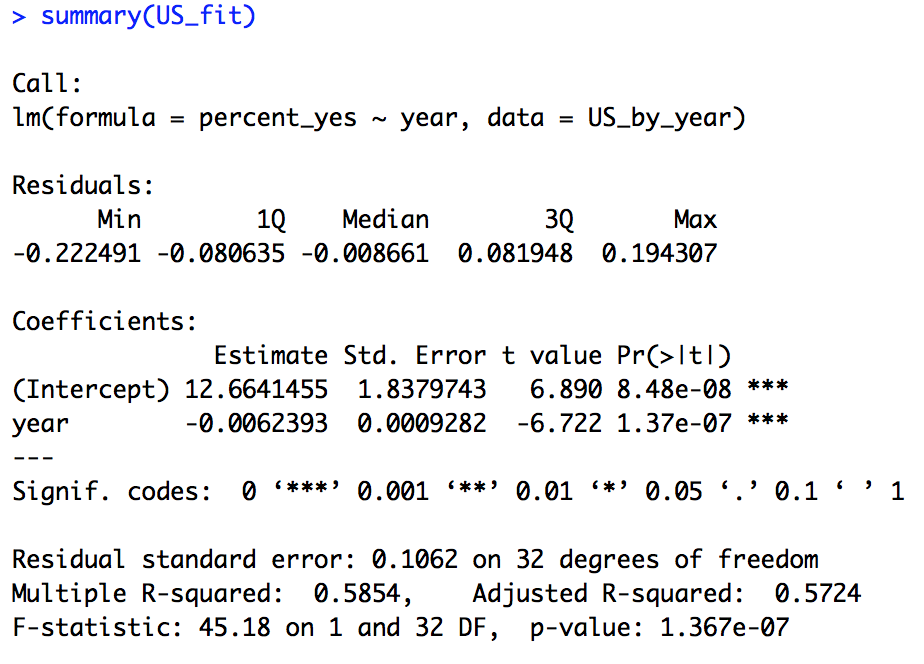 > summary(US_fit)
Call:
lm(formula = percent_yes ~ year, data = US_by_year)
Residuals:
      Min        1Q    Median        3Q       Max
-0.222491 -0.080635 -0.008661  0.081948  0.194307
Coefficients:
              Estimate Std. Error t value Pr(>|t|)
(Intercept) 12.6641455  1.8379743   6.890 8.48e-08 ***
year        -0.0062393  0.0009282  -6.722 1.37e-07 ***
---
Signif. codes:  0 ‘***’ 0.001 ‘**’ 0.01 ‘*’ 0.05 ‘.’ 0.1 ‘ ’ 1
Residual standard error: 0.1062 on 32 degrees of freedom
Multiple R-squared:  0.5854,    Adjusted R-squared:  0.5724
F-statistic: 45.18 on 1 and 32 DF,  p-value: 1.367e-07